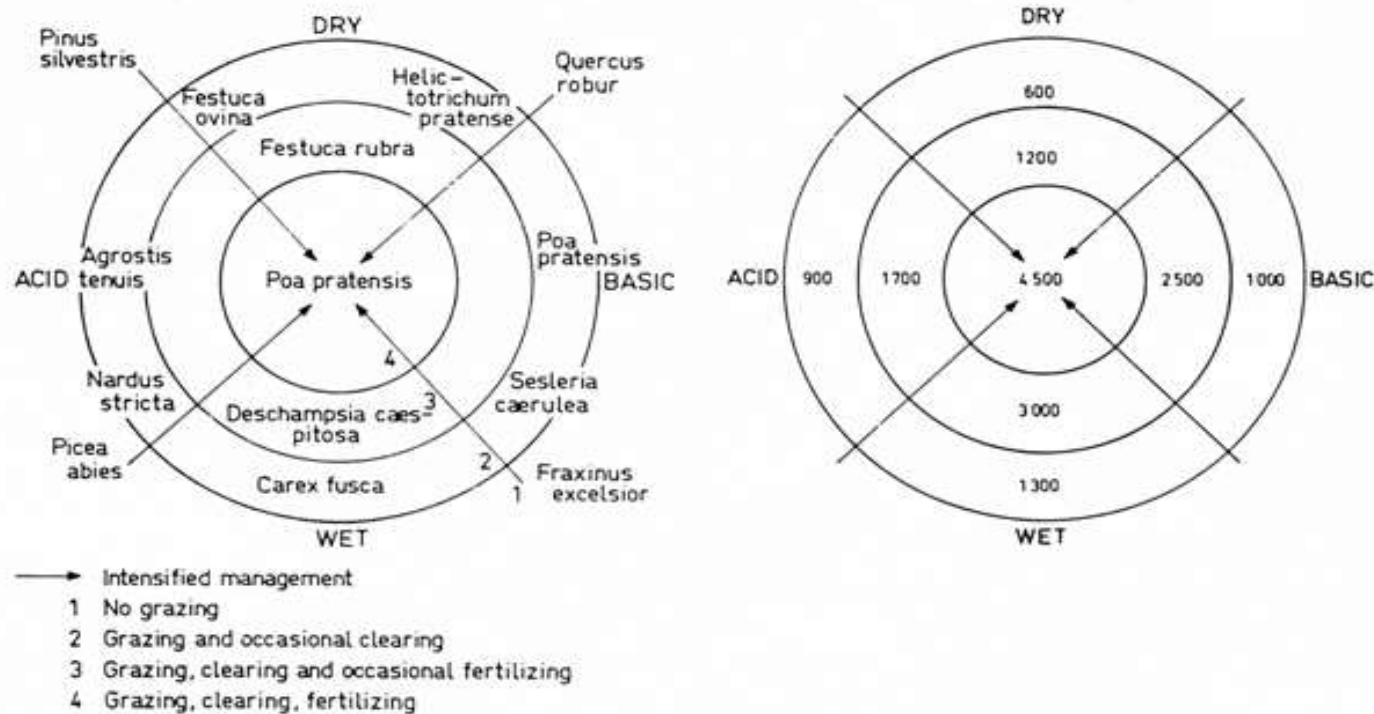 DRY
Pinus
silvestris
Quercus
robur
Helic-
totrichum
pratense
Festuca
ovina
Festuca rubra
Agrostis
ACID tenuis
Poa pratensis
Poa
pratensis
BASIC
4
3
2
1
Nardus
stricta
Sesleria
caerulea
Deschampsia caes-
pitosa
Picea
abies
Carex fusca
Fraxinus
excelsior
WET
DRY
600
1200
ACID 900 1700 4500 2500 1000 BASIC
3000
1300
WET
Intensified management
1 No grazing
2 Grazing and occasional clearing
3 Grazing, clearing and occasional fertilizing
4 Grazing, clearing, fertilizing